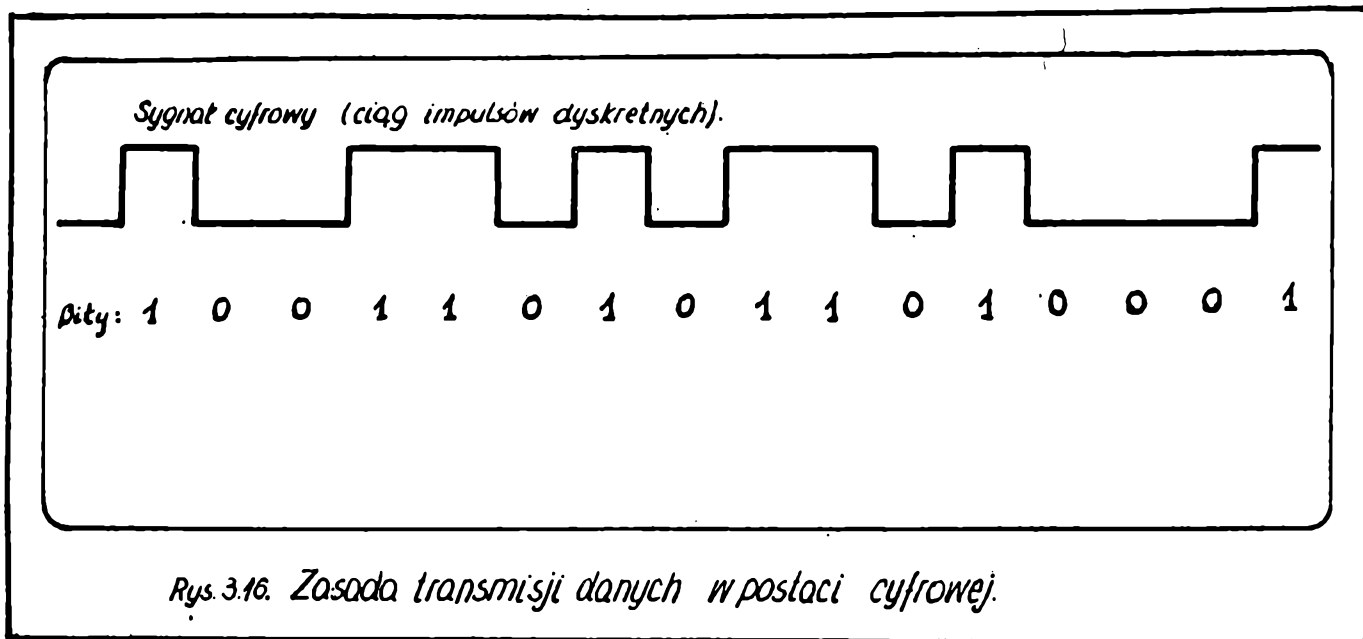 Sygnał cyfrowy (ciąg impulsów dyskretnych).
Bity: 1 0 0 1 1 0 1 0 1 1 0 1 0 0 0 1
Rys. 3.16. Zasada transmisji danych w postaci cyfrowej.